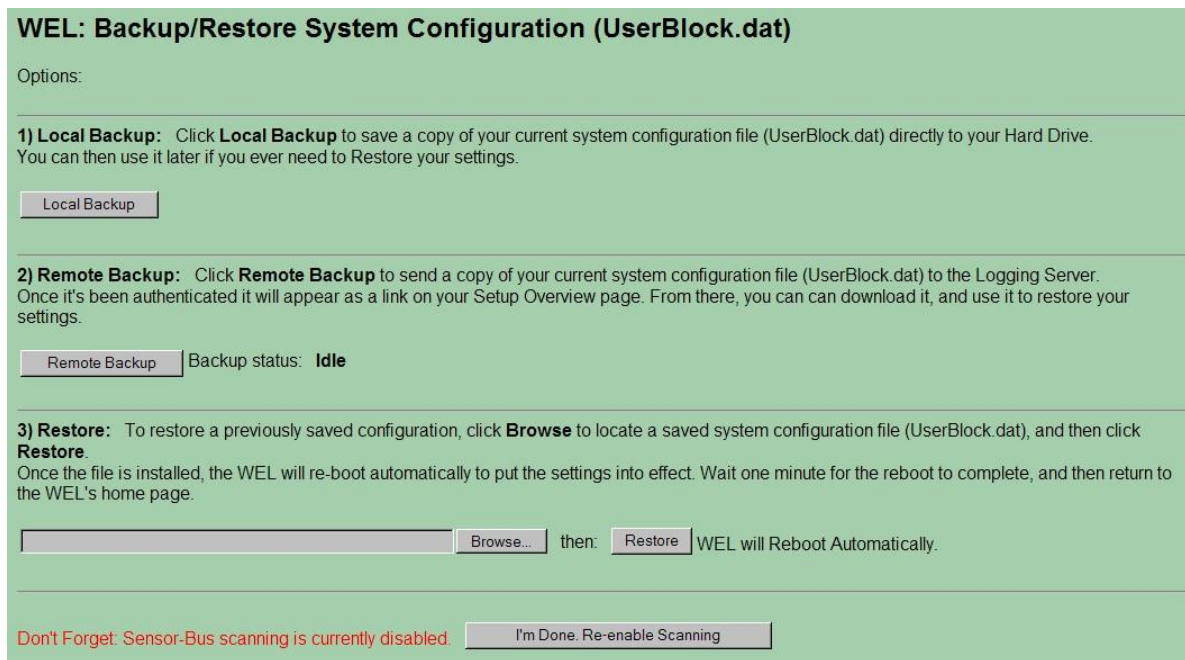 WEL: Backup/Restore System Configuration (UserBlock.dat)
Options:
1) Local Backup: Click Local Backup to save a copy of your current system configuration file (UserBlock.dat) directly to your Hard Drive.
You can then use it later if you ever need to Restore your settings.
Local Backup
2) Remote Backup: Click Remote Backup to send a copy of your current system configuration file (UserBlock.dat) to the Logging Server.
Once it's been authenticated it will appear as a link on your Setup Overview page. From there, you can can download it, and use it to restore your
settings.
Remote Backup Backup status: Idle
3) Restore: To restore a previously saved configuration, click Browse to locate a saved system configuration file (UserBlock.dat), and then click
Restore.
Once the file is installed, the WEL will re-boot automatically to put the settings into effect. Wait one minute for the reboot to complete, and then return to
the WEL's home page.
Browse... then: Restore WEL will Reboot Automatically.
Don't Forget: Sensor-Bus scanning is currently disabled. I'm Done. Re-enable Scanning